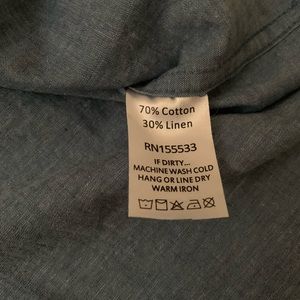 70% Cotton
30% Linen
RN155533
IF DIRTY...
MACHINE WASH COLD
HANG OR LINE DRY
WARM IRON